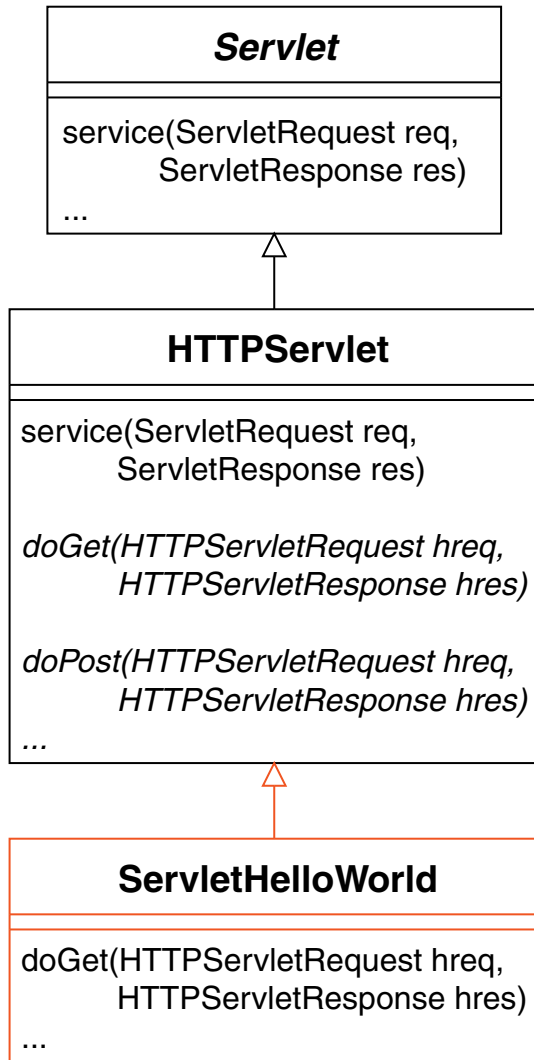 Servlet
service(ServletRequest req,
ServletResponse res)
...
HTTPServlet
service(ServletRequest req,
ServletResponse res)
doGet(HTTPServletRequest hreq,
HTTPServletResponse hres)
doPost(HTTPServletRequest hreq,
HTTPServletResponse hres)
...
ServletHelloWorld
doGet(HTTPServletRequest hreq,
HTTPServletResponse hres)
...